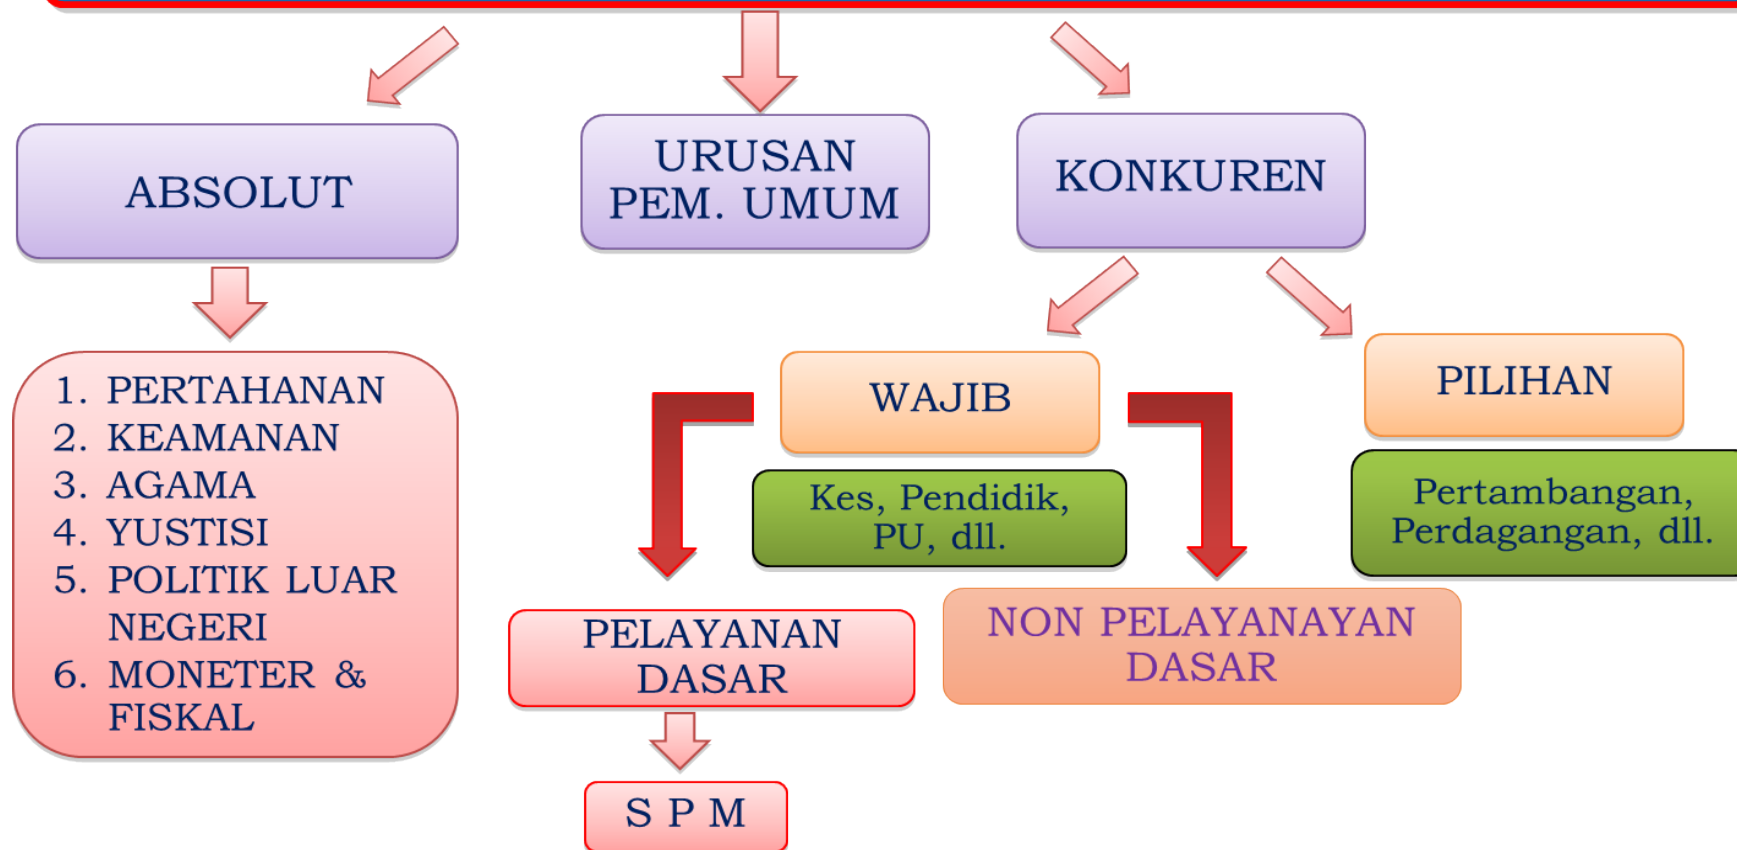 ABSOLUT
URUSAN
PEM. UMUM
KONKUREN
1. PERTAHANAN
2. KEAMANAN
3. AGAMA
4. YUSTISI
5. POLITIK LUAR
NEGERI
6. MONETER &
FISKAL
WAJIB
Kes, Pendidik,
PU, dll.
PILIHAN
Pertambangan,
Perdagangan, dll.
PELAYANAN
DASAR
NON PELAYANAYAN
DASAR
S P M